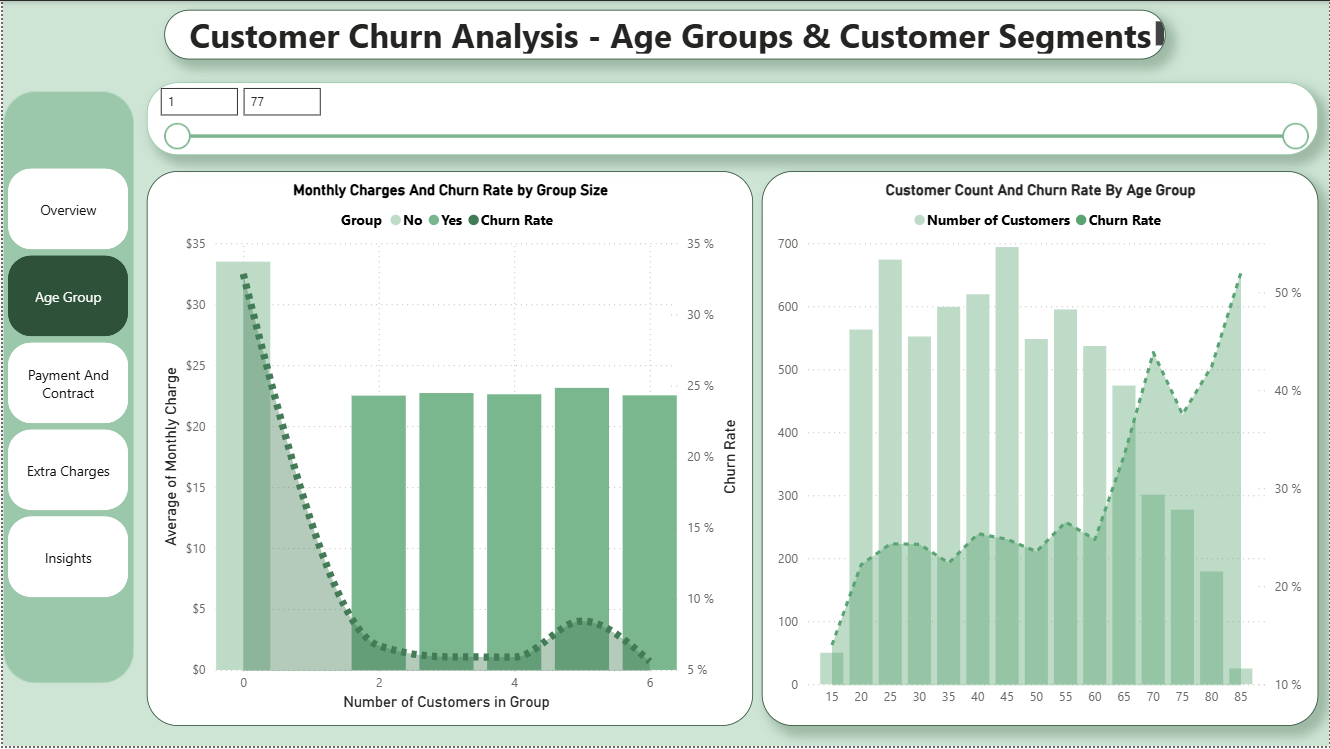 Customer Churn Analysis - Age Groups & Customer Segments
1
77
Overview
Age Group
Payment And
Contract
Extra Charges
Insights
Monthly Charges And Churn Rate by Group Size
Group No Yes Churn Rate
Average of Monthly Charge
$35
$30
$25
$20
$15
$10
$5
$0
35 %
30 %
25 %
20 %
15 %
10 %
5 %
Churn Rate
0 2 4 6
Number of Customers in Group
Customer Count And Churn Rate By Age Group
Number of Customers Churn Rate
700
600
500
400
300
200
100
0
50 %
40 %
30 %
20 %
10 %
15 20 25 30 35 40 45 50 55 60 65 70 75 80 85